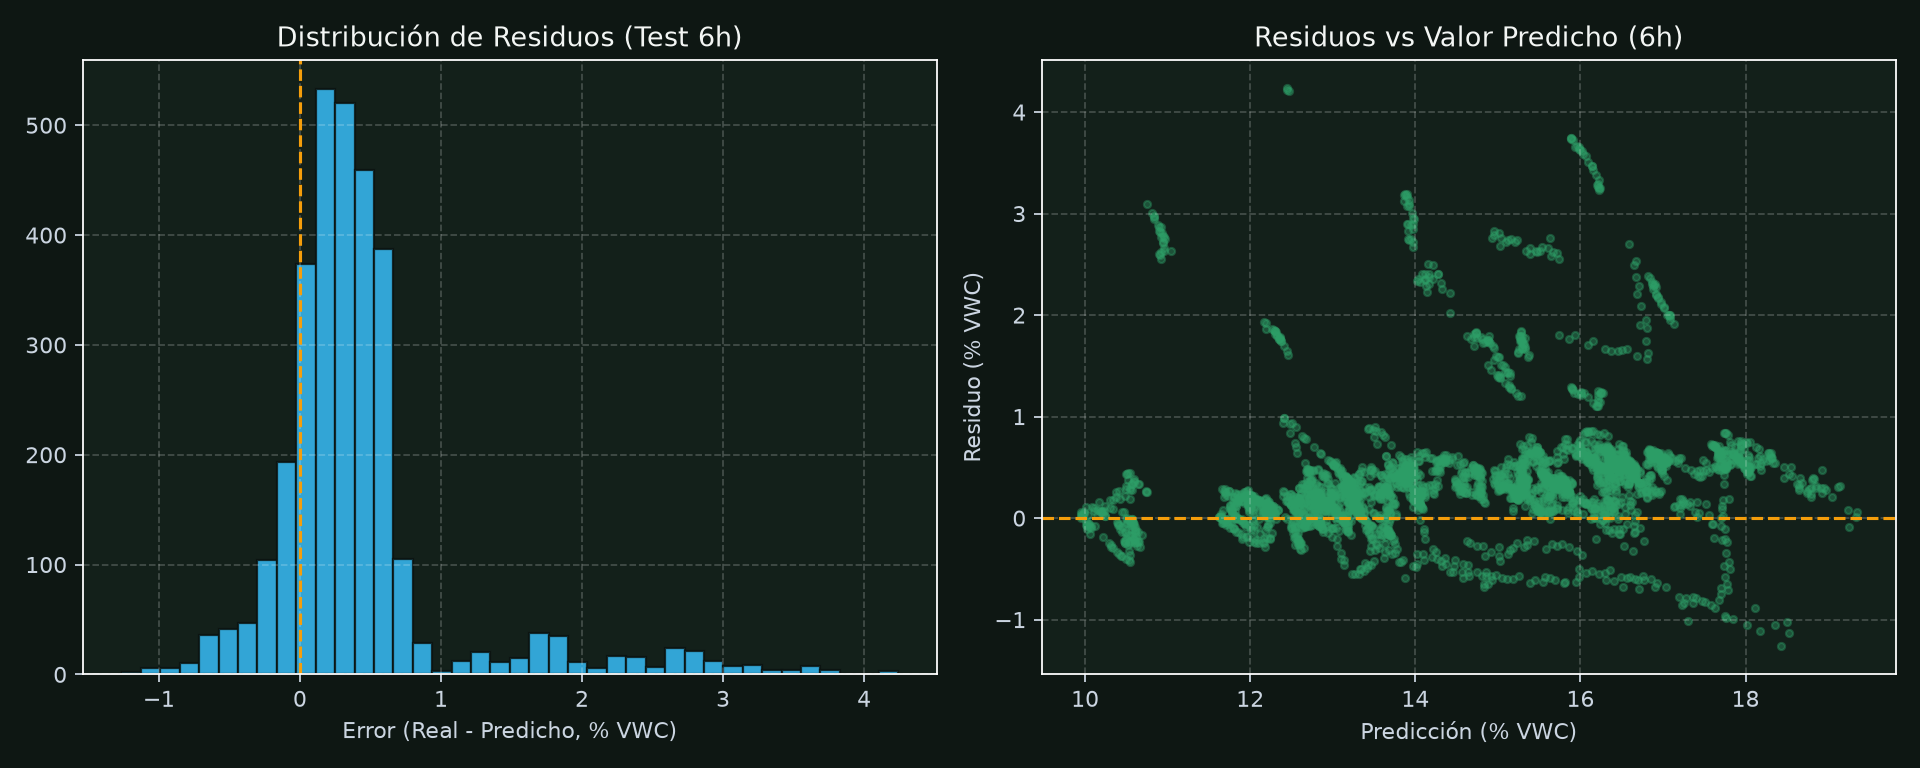 Distribución de Residuos (Test 6h)
500
400
300
200
100
0
−1 0 1 2 3 4
Error (Real - Predicho, % VWC)
Residuos vs Valor Predicho (6h)
Residuo (% VWC)
4
3
2
1
0
−1
10 12 14 16 18
Predicción (% VWC)